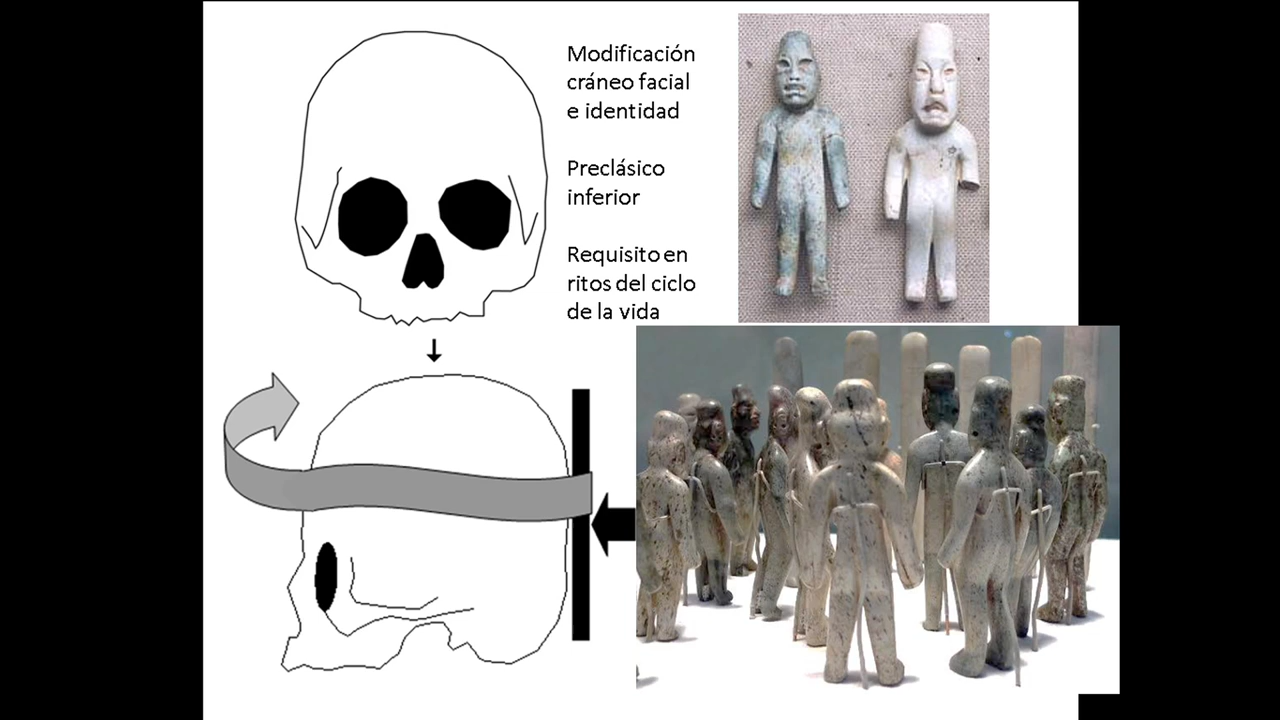 Modificación
cráneo facial
e identidad
Preclásico
inferior
Requisito en
ritos del ciclo
de la vida